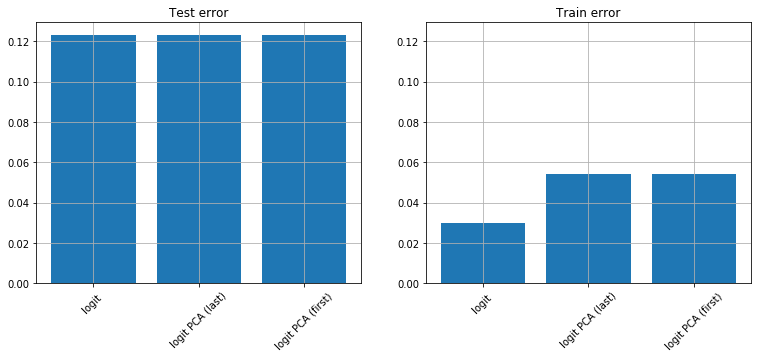 Test error
0.12
0.10
0.08
0.06
0.04
0.02
0.00
logit
logit PCA (last)
logit PCA (first)
Train error
0.12
0.10
0.08
0.06
0.04
0.02
0.00
logit
logit PCA (last)
logit PCA (first)